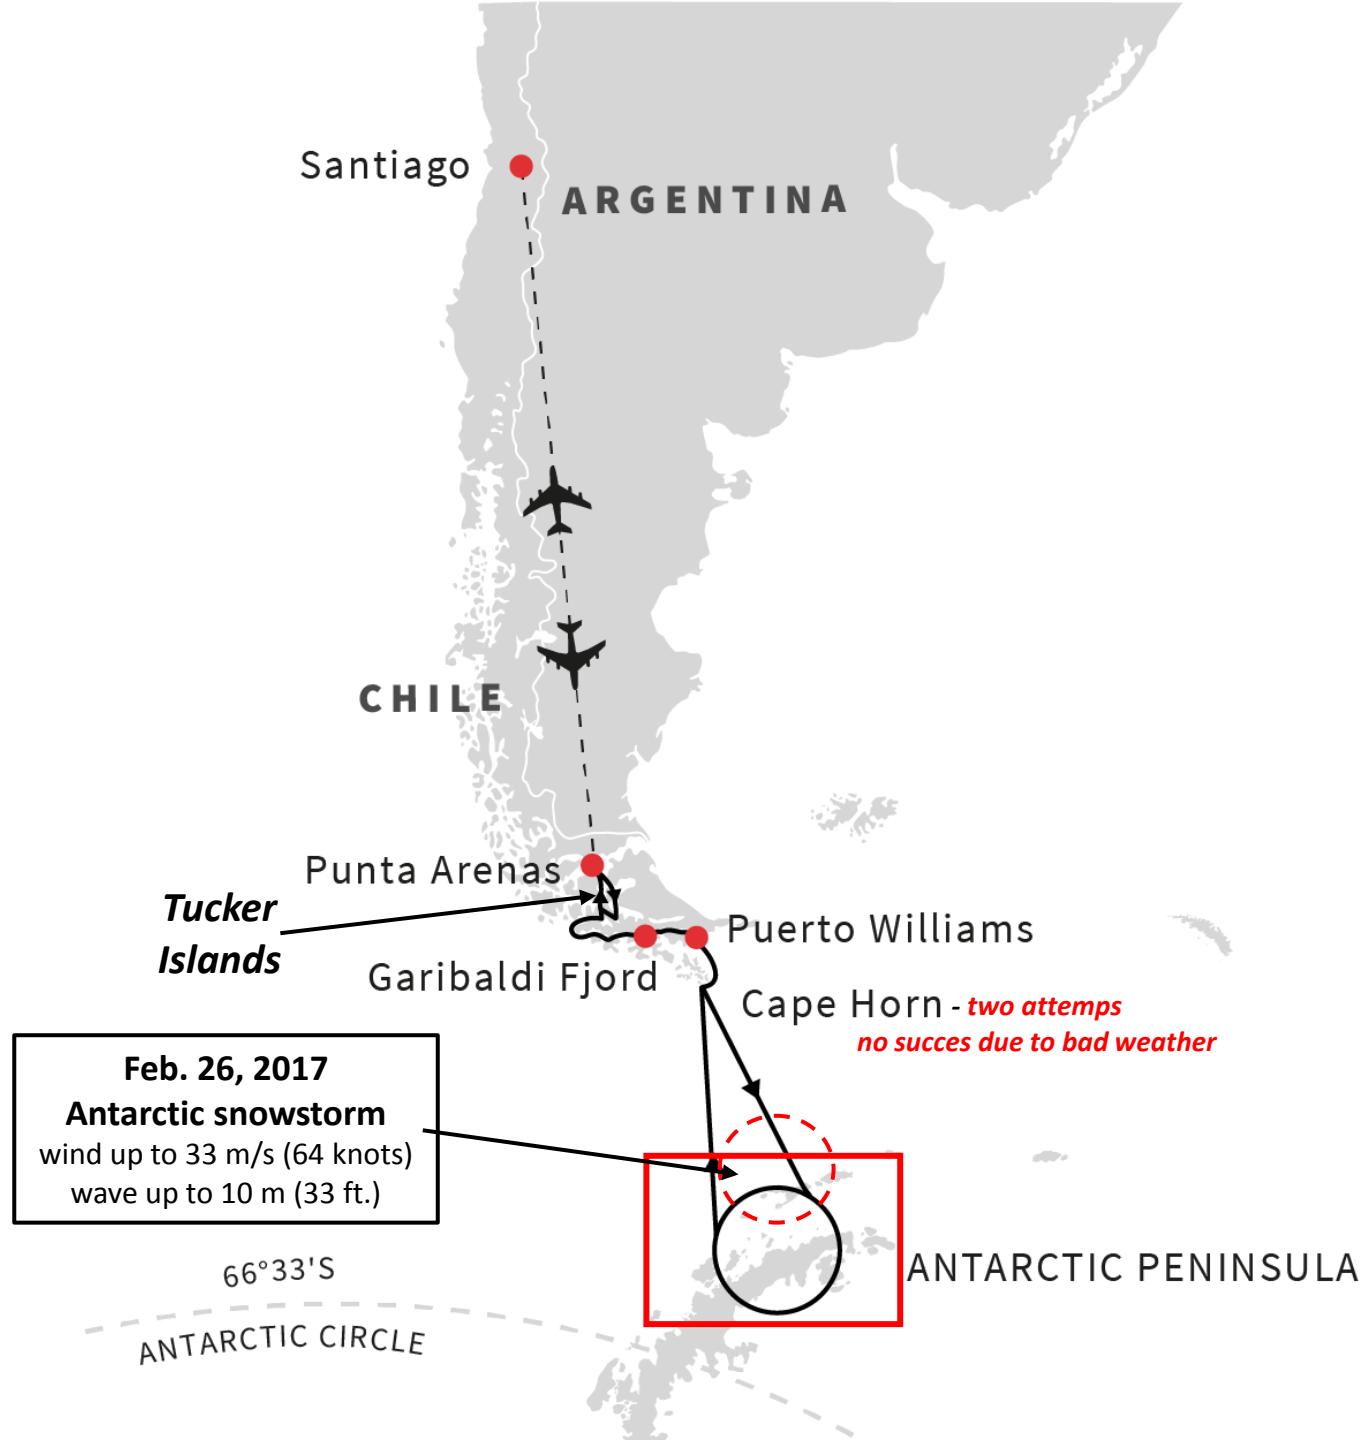 Santiago
ARGENTINA
CHILE
Punta Arenas
Tucker
Islands
Puerto Williams
Garibaldi Fjord
Cape Horn - two attemps
no succes due to bad weather
Feb. 26, 2017
Antarctic snowstorm
wind up to 33 m/s (64 knots)
wave up to 10 m (33 ft.)
ANTARCTIC PENINSULA
66°33'S
ANTARCTIC CIRCLE